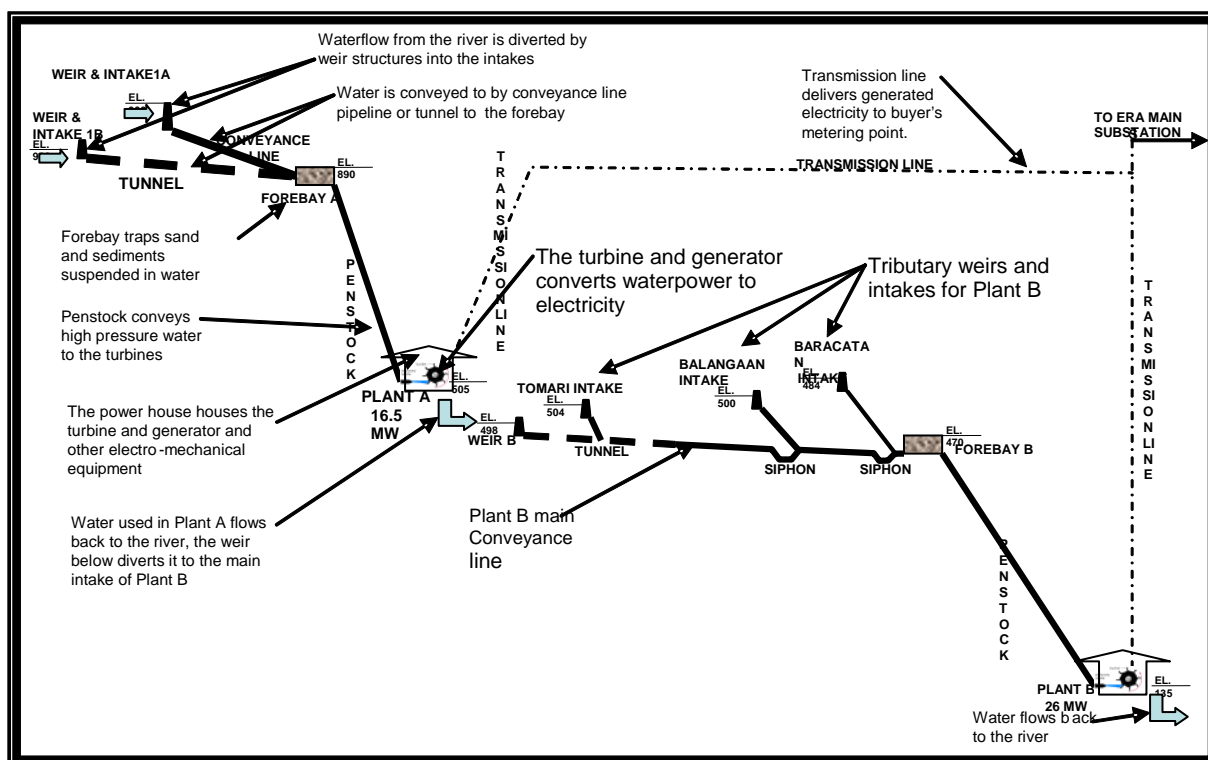 Waterflow from the river is diverted by
weir structures into the intakes
WEIR & INTAKE1A
EL.
Water is conveyed to by conveyance line
pipeline or tunnel to the forebay
WEIR &
INTAKE 1B
EL.
CONVEYANCE
LINE
TUNNEL
EL.
890
FOREBAY A
Transmission line
delivers generated
electricity to buyer's
metering point.
TO ERA MAIN
SUBSTATION
TRANSMISSION LINE
TRANSMISSIONLINE
Forebay traps sand
and sediments
suspended in water
PENSTOCK
The turbine and generator
converts waterpower to
electricity
Tributary weirs and
intakes for Plant B
TRANSMISSIONLINE
Penstock conveys
high pressure water
to the turbines
EL.
505
PLANT A
16.5
MW
TOMARI INTAKE
EL.
504
BALANGAAN
INTAKE
EL.
500
BARACATAN
INTAKE
EL.
484
The power house houses the
turbine and generator and
other electro-mechanical
equipment
EL.
498
WEIR B
TUNNEL
SIPHON
SIPHON
EL.
470
FOREBAY B
Water used in Plant A flows
back to the river, the weir
below diverts it to the main
intake of Plant B
Plant B main
Conveyance
line
PENSTOCK
PLANT B
26 MW
EL.
135
Water flows back
to the river